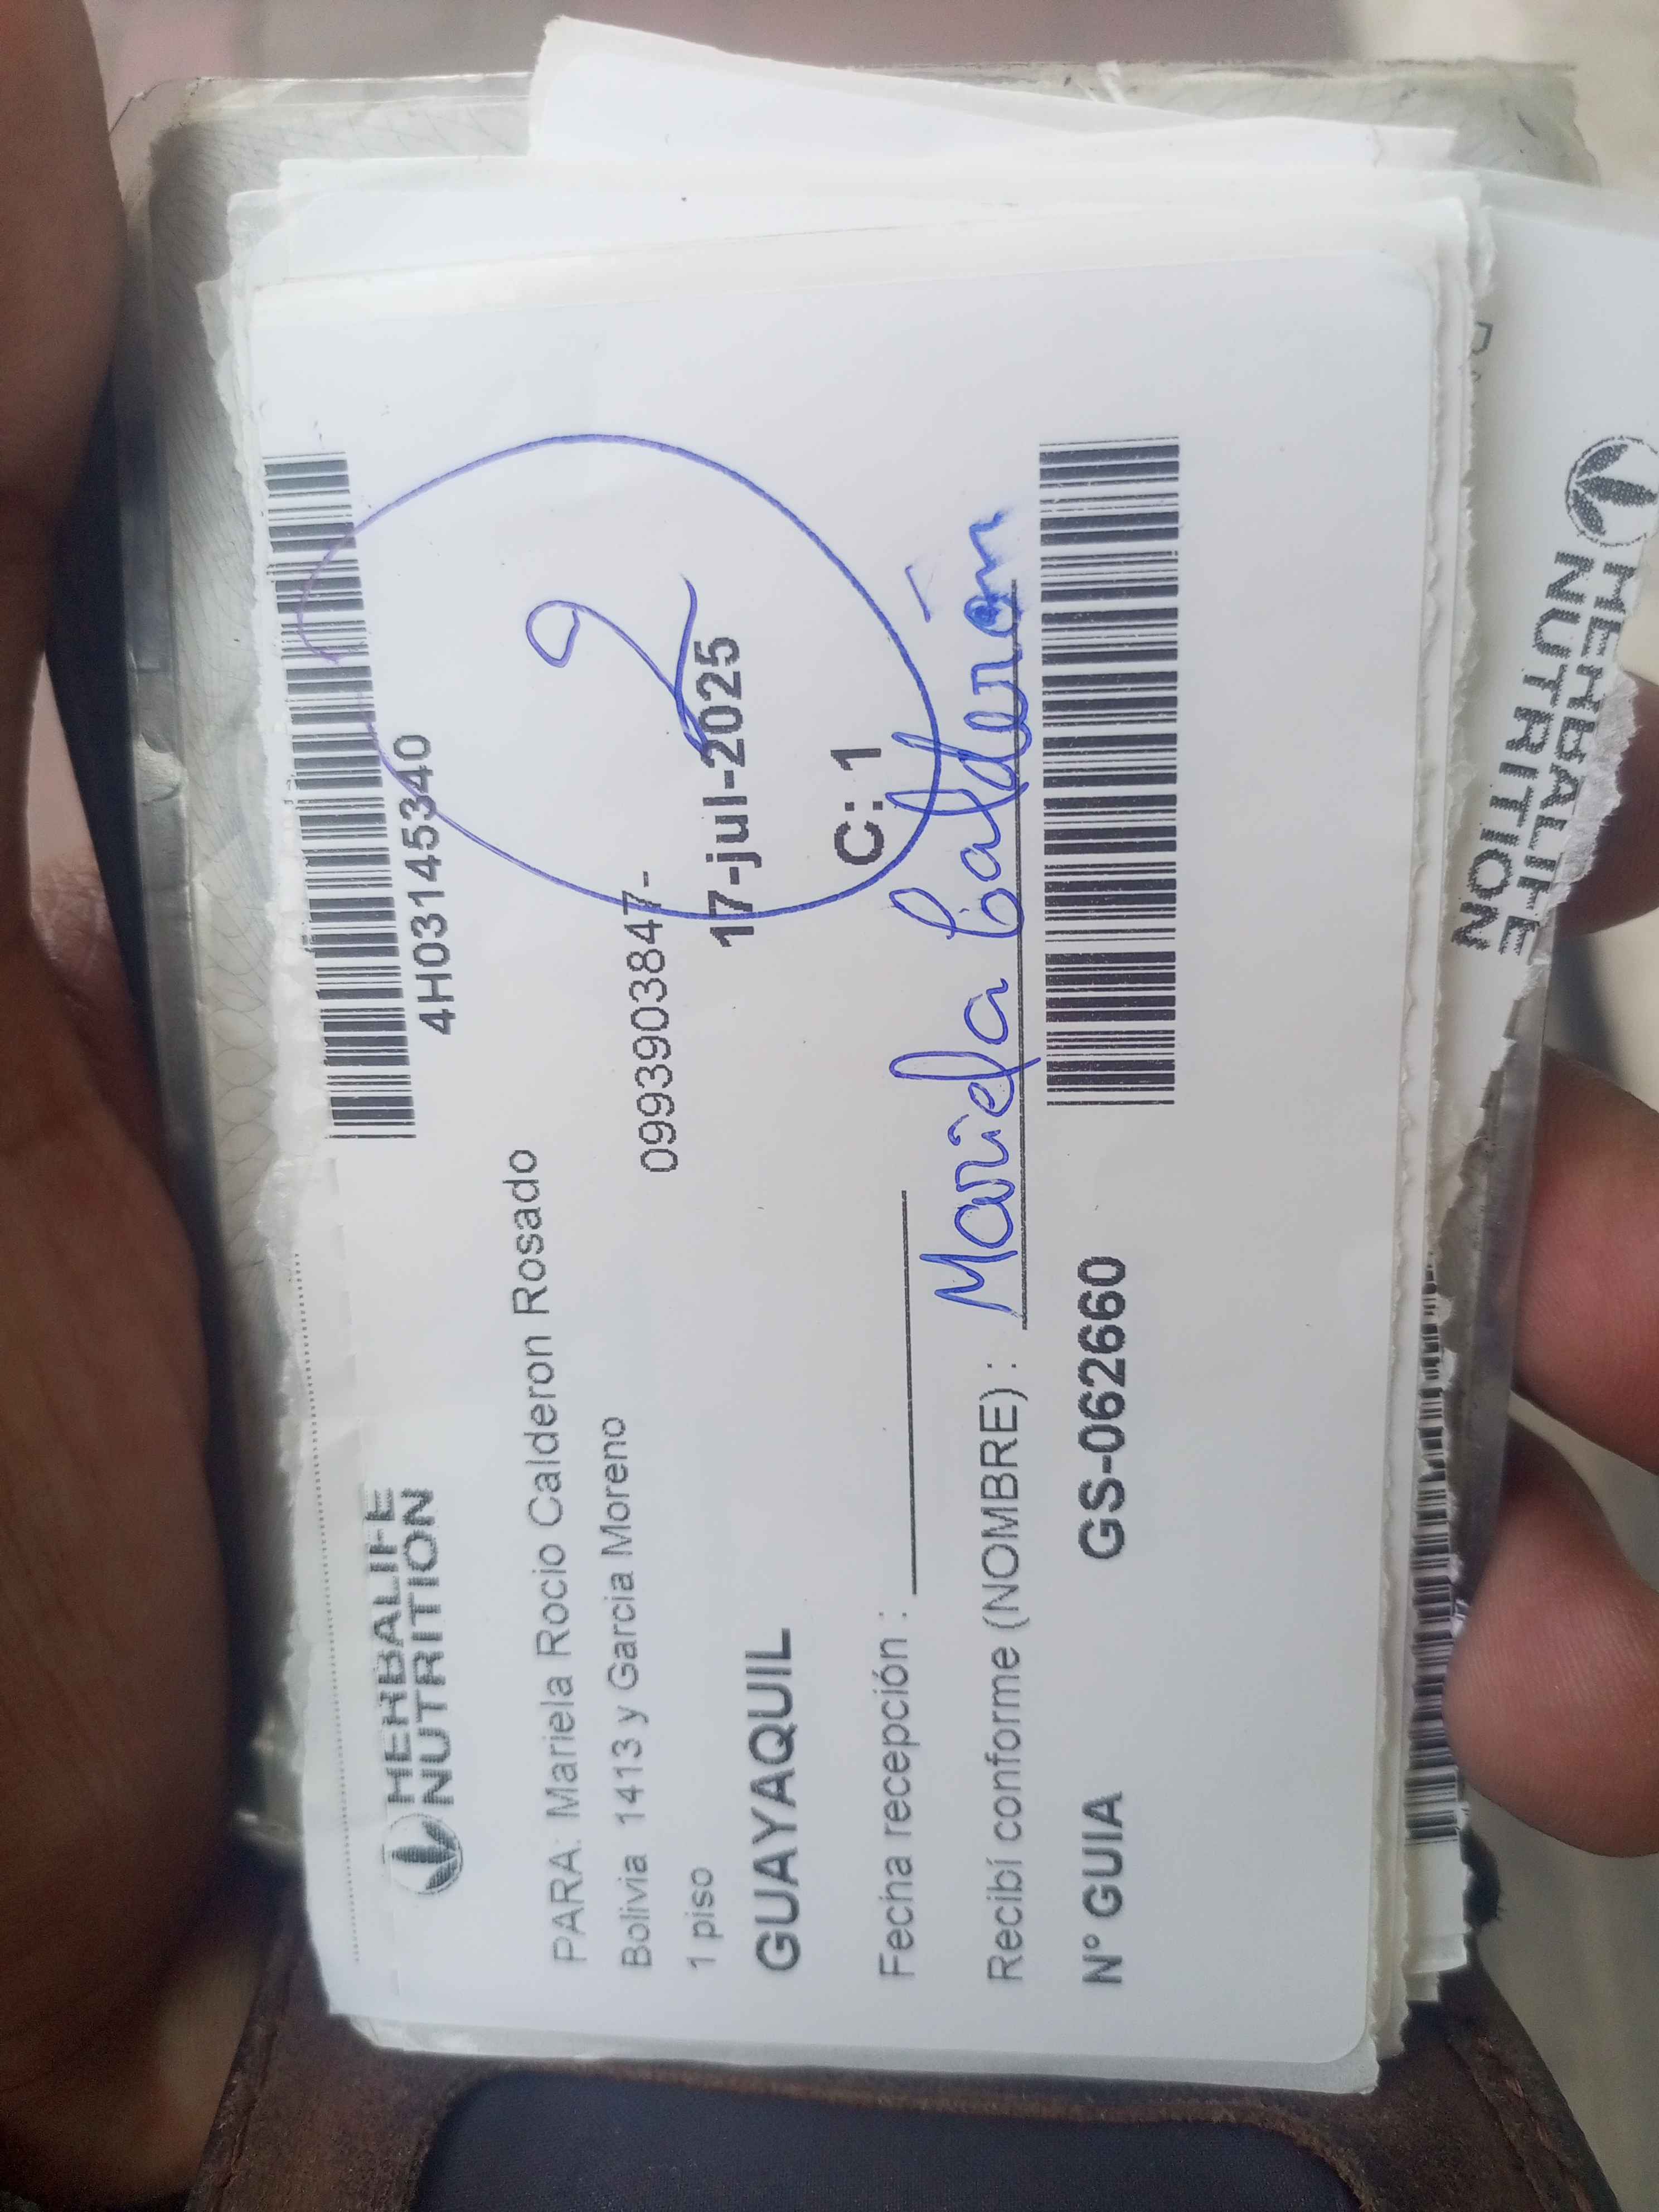 HERBALIFE
NUTRITION
4H03145340
PARA: Mariela Rocio Calderon Rosado
Bolivia 1413 y Garcia Moreno
0993903847-
1 piso
2
17-jul-2025
GUAYAQUIL
C: 1
Fecha recepción :
Recibí conforme (NOMBRE) : Mariela Calderón
N° GUIA GS-062660
HERBALIFE
NUTRITION